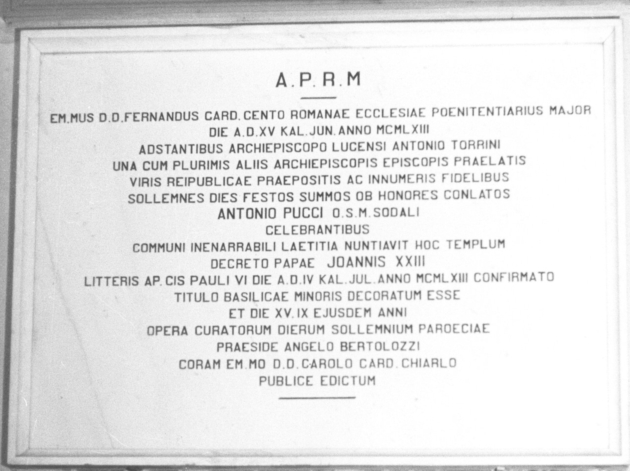 A.P.R.M
EM.MUS D.D.FERNANDUS CARD. CENTO ROMANAE ECCLESIAE POENITENTIARIUS MAJOR
DIE A.D.XV KAL.JUN.ANNO MCMLXIII
ADSTANTIBUS ARCHIEPISCOPO LUCENSI ANTONIO TORRINI
UNA CUM PLURIMIS ALIIS ARCHIEPISCOPIS EPISCOPIS PRAELATIS
VIRIS REIPUBLICAE PRAEPOSITIS AC INNUMERIS FIDELIBUS
SOLLEMNES DIES FESTOS SUMMOS OB HONORES CONLATOS
ANTONIO PUCCI O.S.M.SODALI
CELEBRANTIBUS
COMMUNI INENARRABILI LAETITIA NUNTIAVIT HOC TEMPLUM
DECRETO PAPAE JOANNIS XXIII
LITTERIS AP.CIS PAULI VI DIE A.D.IV KAL.JUL.ANNO MCMLXIII CONFIRMATO
TITULO BASILICAE MINORIS DECORATUM ESSE
ET DIE XV.IX EJUSDEM ANNI
OPERA CURATORUM DIERUM SOLLEMNIUM PAROECIAE
PRAESIDE ANGELO BERTOLOZZI
CORAM EM.MO D.D. CAROLO CARD. CHIARLO
PUBLICE EDICTUM